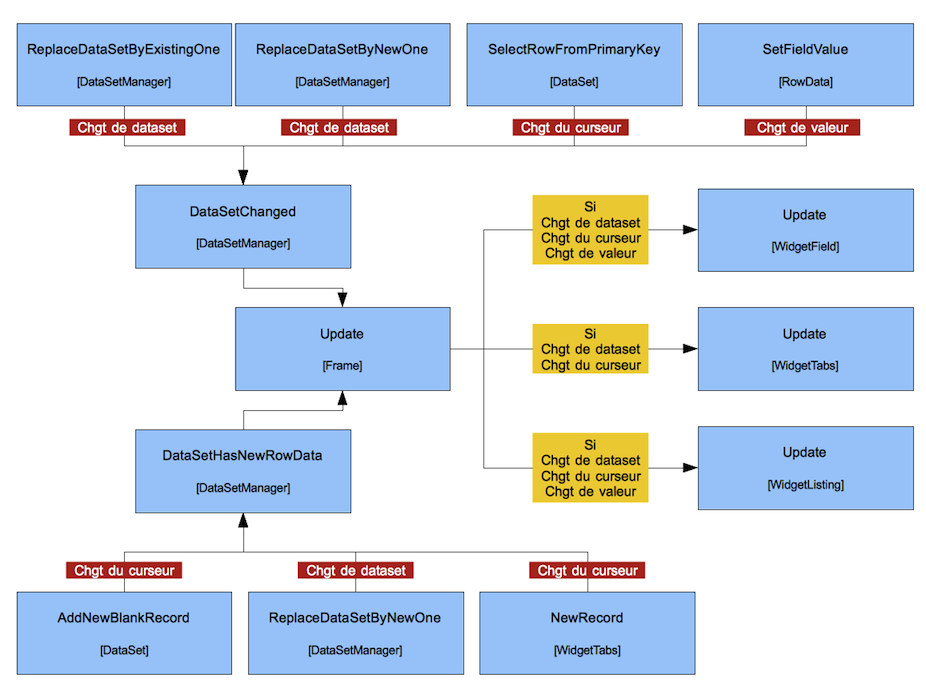 ReplaceDataSetByExistingOne
[DataSetManager]
ReplaceDataSetByNewOne
[DataSetManager]
SelectRowFromPrimaryKey
[DataSet]
SetFieldValue
[RowData]
Chgt de dataset
Chgt de dataset
Chgt du curseur
Chgt de valeur
DataSetChanged
[DataSetManager]
Si
Chgt de dataset
Chgt du curseur
Chgt de valeur
Update
[WidgetField]
Update
[Frame]
Si
Chgt de dataset
Chgt du curseur
Update
[WidgetTabs]
DataSetHasNewRowData
[DataSetManager]
Si
Chgt de dataset
Chgt du curseur
Chgt de valeur
Update
[WidgetListing]
Chgt du curseur
Chgt de dataset
Chgt du curseur
AddNewBlankRecord
[DataSet]
ReplaceDataSetByNewOne
[DataSetManager]
NewRecord
[WidgetTabs]